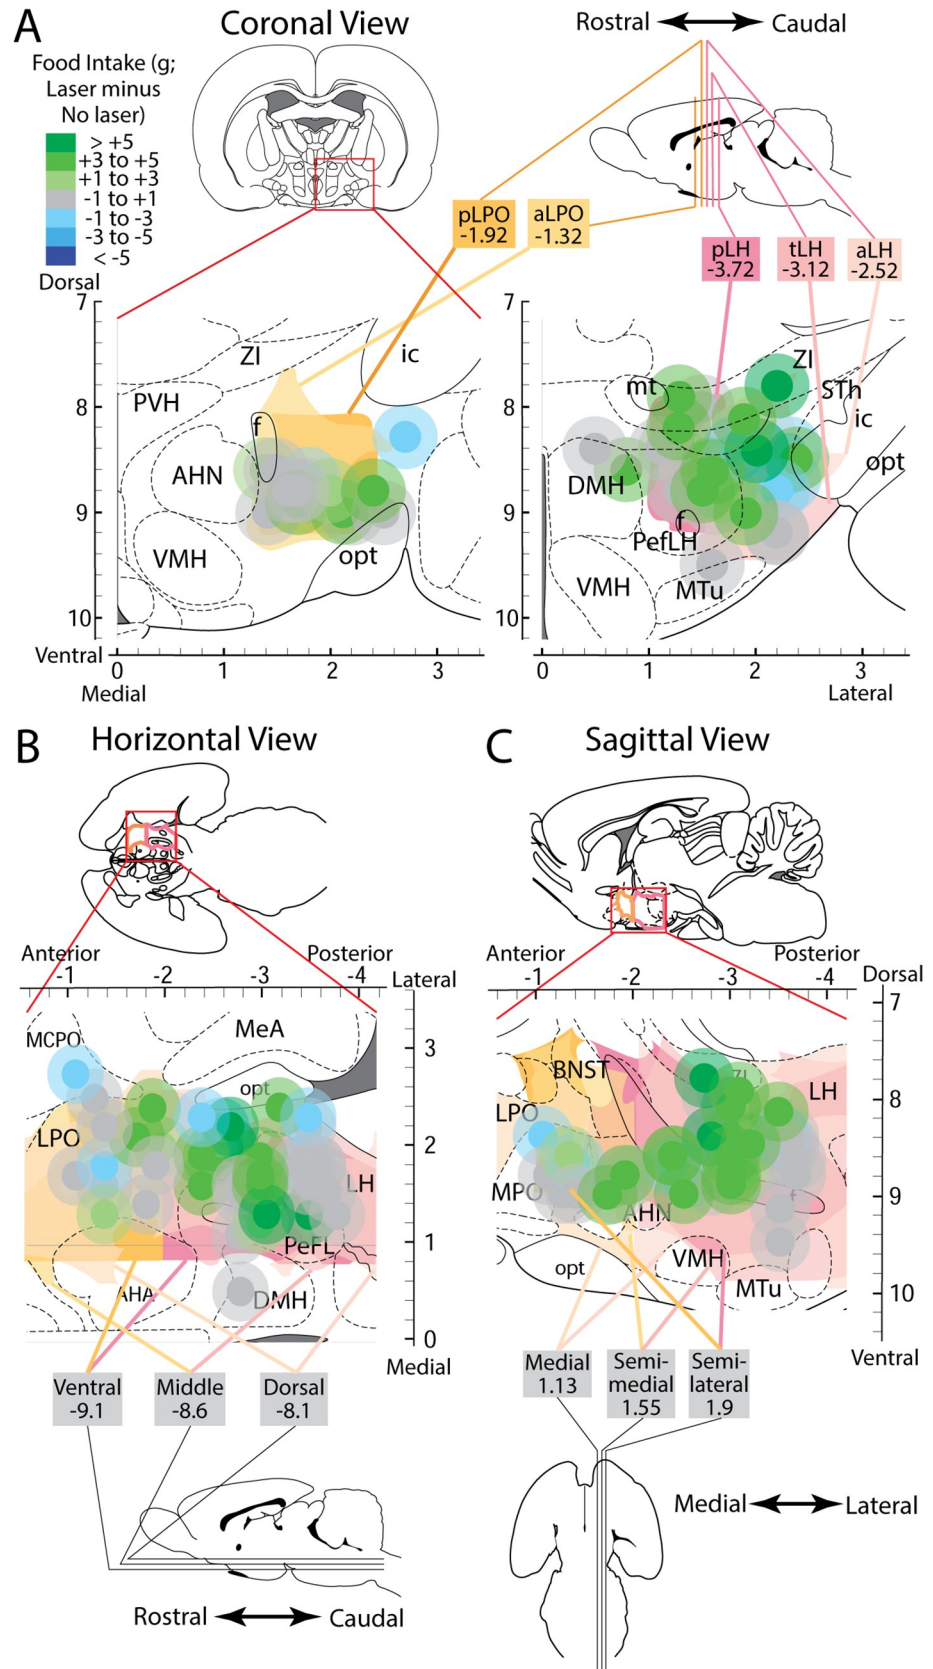 A
Coronal View
Rostral
Caudal
Food Intake (g;
Laser minus
No laser)
> +5
+3 to +5
+1 to +3
-1 to +1
-1 to -3
-3 to -5
< -5
pLPO
-1.92
aLPO
-1.32
pLH
-3.72
tLH
-3.12
aLH
-2.52
Dorsal
7
8
9
10
Ventral
0
1
2
3
Medial
ZI
ic
PVH
f
AHN
VMH
opt
7
8
9
10
0
1
2
3
Lateral
mt
ZI
STh
ic
opt
DMH
f
PefLH
VMH
MTu
B
Horizontal View
Anterior
Posterior
-1
-2
-3
-4
Lateral
3
2
1
0
Medial
MCPO
MeA
opt
LPO
LH
PeFL
AHA
DMH
Ventral
-9.1
Middle
-8.6
Dorsal
-8.1
Rostral
Caudal
C
Sagittal View
Anterior
Posterior
-1
-2
-3
-4
Dorsal
7
8
9
10
Ventral
BNST
ZI
LH
LPO
MPO
f
AHN
VMH
opt
MTu
Medial
1.13
Semi-
medial
1.55
Semi-
lateral
1.9
Medial
Lateral